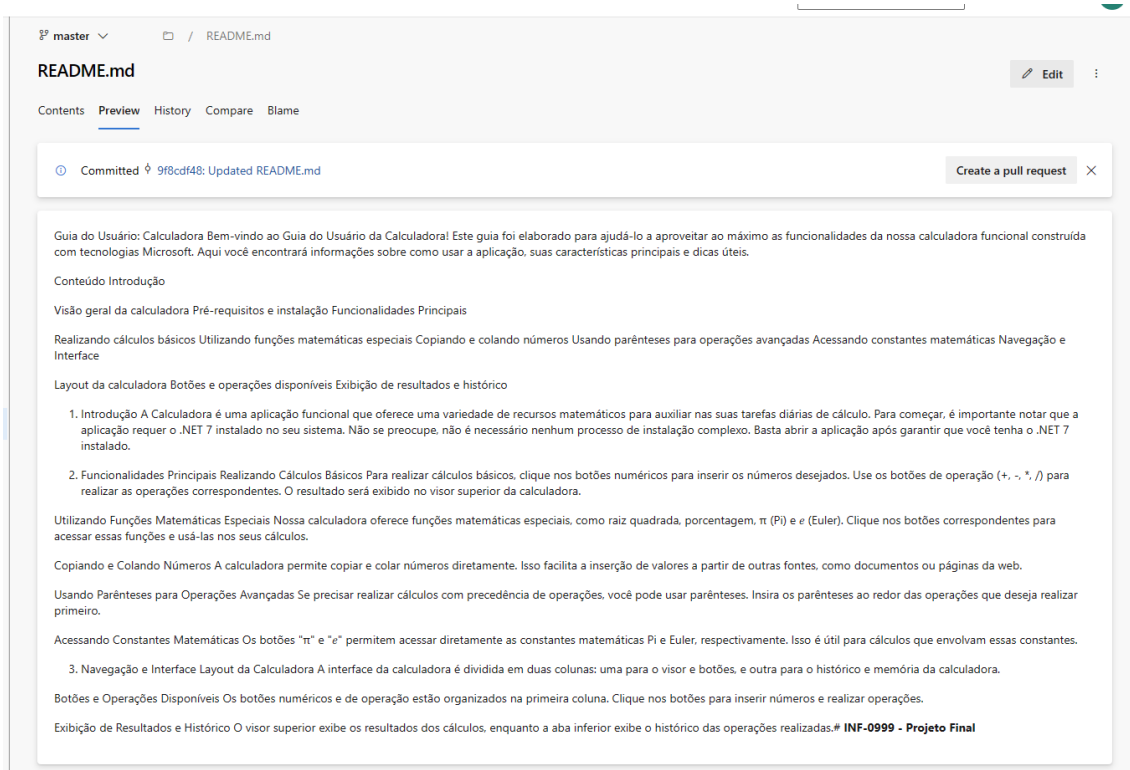 master
/ README.md
README.md
Edit
Contents Preview History Compare Blame
Committed 9f8cdf48: Updated README.md
Create a pull request
Guia do Usuário: Calculadora Bem-vindo ao Guia do Usuário da Calculadora! Este guia foi elaborado para ajudá-lo a aproveitar ao máximo as funcionalidades da nossa calculadora funcional construída
com tecnologias Microsoft. Aqui você encontrará informações sobre como usar a aplicação, suas características principais e dicas úteis.
Conteúdo Introdução
Visão geral da calculadora Pré-requisitos e instalação Funcionalidades Principais
Realizando cálculos básicos Utilizando funções matemáticas especiais Copiando e colando números Usando parênteses para operações avançadas Acessando constantes matemáticas Navegação e
Interface
Layout da calculadora Botões e operações disponíveis Exibição de resultados e histórico
1. Introdução A Calculadora é uma aplicação funcional que oferece uma variedade de recursos matemáticos para auxiliar nas suas tarefas diárias de cálculo. Para começar, é importante notar que a
aplicação requer o .NET 7 instalado no seu sistema. Não se preocupe, não é necessário nenhum processo de instalação complexo. Basta abrir a aplicação após garantir que você tenha o .NET 7
instalado.
2. Funcionalidades Principais Realizando Cálculos Básicos Para realizar cálculos básicos, clique nos botões numéricos para inserir os números desejados. Use os botões de operação (+, -, *, /) para
realizar as operações correspondentes. O resultado será exibido no visor superior da calculadora.
Utilizando Funções Matemáticas Especiais Nossa calculadora oferece funções matemáticas especiais, como raiz quadrada, porcentagem, π (Pi) e e (Euler). Clique nos botões correspondentes para
acessar essas funções e usá-las nos seus cálculos.
Copiando e Colando Números A calculadora permite copiar e colar números diretamente. Isso facilita a inserção de valores a partir de outras fontes, como documentos ou páginas da web.
Usando Parênteses para Operações Avançadas Se precisar realizar cálculos com precedência de operações, você pode usar parênteses. Insira os parênteses ao redor das operações que deseja realizar
primeiro.
Acessando Constantes Matemáticas Os botões "π" e "e" permitem acessar diretamente as constantes matemáticas Pi e Euler, respectivamente. Isso é útil para cálculos que envolvam essas constantes.
3. Navegação e Interface Layout da Calculadora A interface da calculadora é dividida em duas colunas: uma para o visor e botões, e outra para o histórico e memória da calculadora.
Botões e Operações Disponíveis Os botões numéricos e de operação estão organizados na primeira coluna. Clique nos botões para inserir números e realizar operações.
Exibição de Resultados e Histórico O visor superior exibe os resultados dos cálculos, enquanto a aba inferior exibe o histórico das operações realizadas.# INF-0999 - Projeto Final